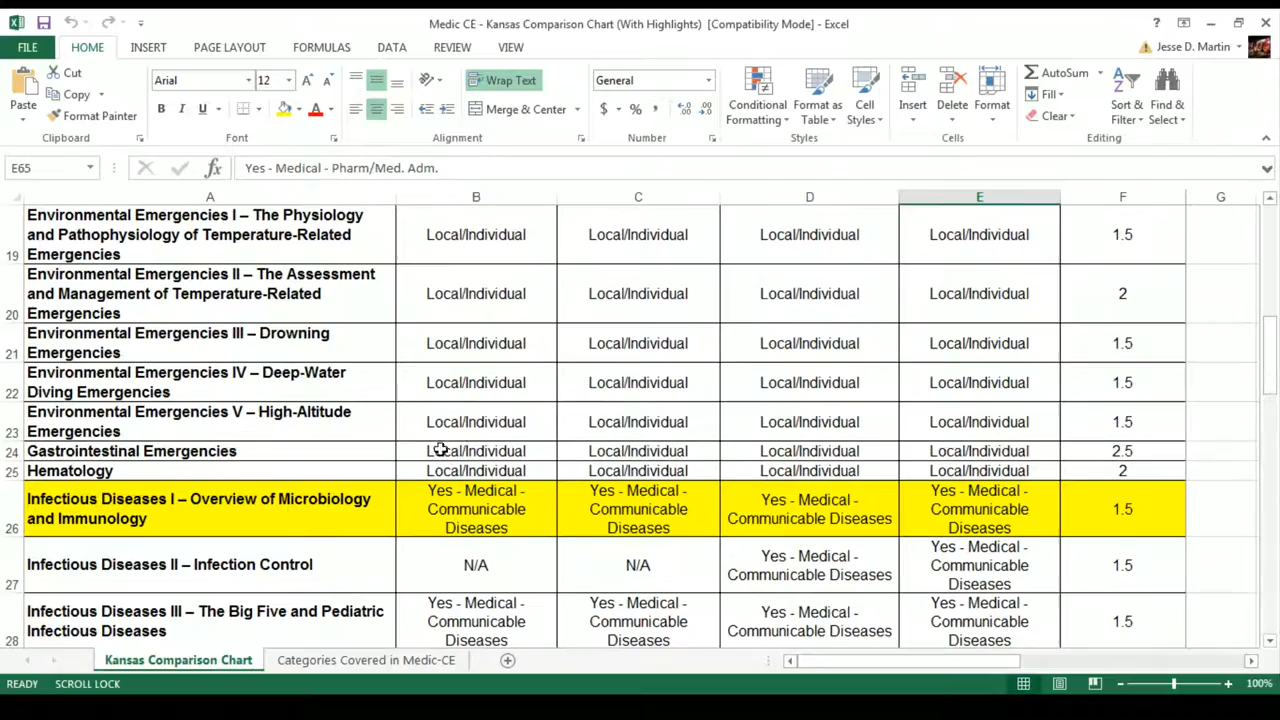 Medic CE - Kansas Comparison Chart (With Highlights) [Compatibility Mode] - Excel
?
FILE HOME INSERT PAGE LAYOUT FORMULAS DATA REVIEW VIEW Jesse D. Martin
Paste
Cut
Copy
Format Painter
Clipboard
Arial 12
B I U
Font
Wrap Text
Merge & Center
Alignment
General
$ % ,
Number
Conditional Formatting
Format as Table
Cell Styles
Styles
Insert Delete Format
Cells
AutoSum
Fill
Clear
Sort & Filter
Find & Select
Editing
E65 fx Yes - Medical - Pharm/Med. Adm.
A B C D E F G
19 Environmental Emergencies I – The Physiology
and Pathophysiology of Temperature-Related
Emergencies
Local/Individual Local/Individual Local/Individual Local/Individual 1.5
20 Environmental Emergencies II – The Assessment
and Management of Temperature-Related
Emergencies
Local/Individual Local/Individual Local/Individual Local/Individual 2
21 Environmental Emergencies III – Drowning
Emergencies
Local/Individual Local/Individual Local/Individual Local/Individual 1.5
22 Environmental Emergencies IV – Deep-Water
Diving Emergencies
Local/Individual Local/Individual Local/Individual Local/Individual 1.5
23 Environmental Emergencies V – High-Altitude
Emergencies
Local/Individual Local/Individual Local/Individual Local/Individual 1.5
24 Gastrointestinal Emergencies Local/Individual Local/Individual Local/Individual Local/Individual 2.5
25 Hematology Local/Individual Local/Individual Local/Individual Local/Individual 2
26 Infectious Diseases I – Overview of Microbiology
and Immunology
Yes - Medical -
Communicable
Diseases
Yes - Medical -
Communicable
Diseases
Yes - Medical -
Communicable Diseases
Yes - Medical -
Communicable
Diseases
1.5
27 Infectious Diseases II – Infection Control
N/A
N/A
Yes - Medical -
Communicable Diseases
Yes - Medical -
Communicable
Diseases
1.5
28 Infectious Diseases III – The Big Five and Pediatric
Infectious Diseases
Yes - Medical -
Communicable
Diseases
Yes - Medical -
Communicable
Diseases
Yes - Medical -
Communicable Diseases
Yes - Medical -
Communicable
Diseases
1.5
Kansas Comparison Chart Categories Covered in Medic-CE
READY SCROLL LOCK 100%